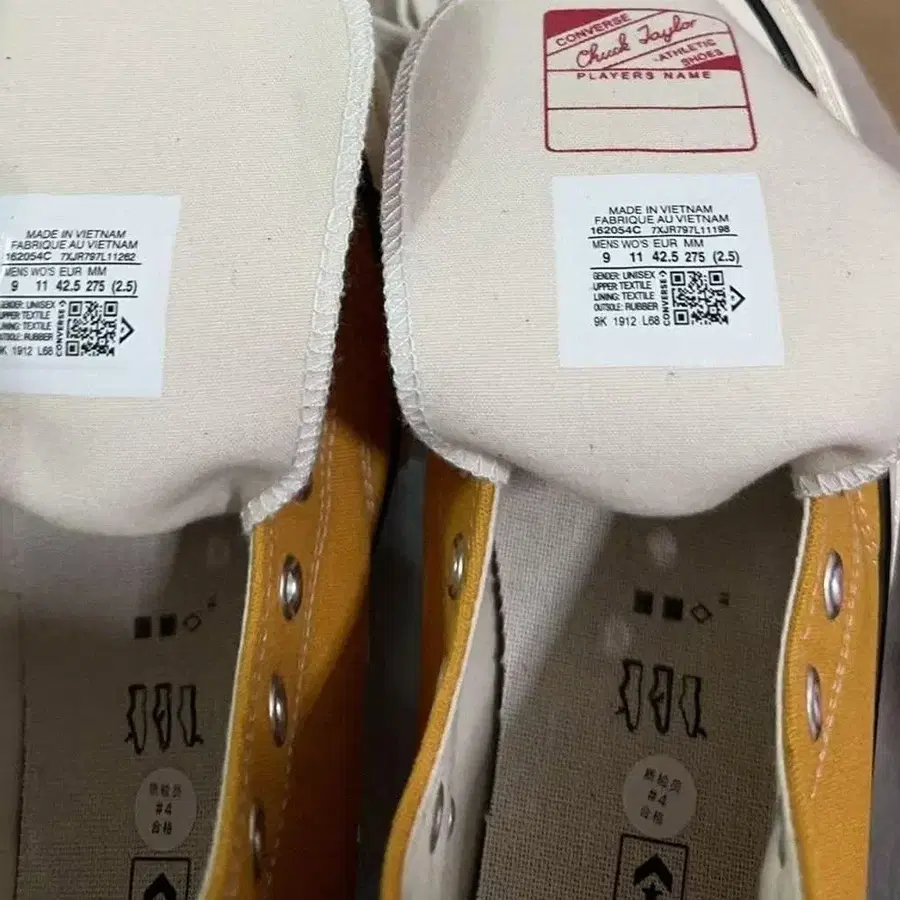 MADE IN VIETNAM
FABRIQUE AU VIETNAM
162054C 7XJR797L11262
MENS WO'S EUR MM
9 11 42.5 275 (2.5)
GENDER: UNISEX
UPPER: TEXTILE
LINING: TEXTILE
OUTSOLE: RUBBER
CONVERSE
9K 1912 L68
CONVERSE
Chuck Taylor
ATHLETIC
SHOES
PLAYERS NAME
MADE IN VIETNAM
FABRIQUE AU VIETNAM
162054C 7XJR797L11198
MENS WO'S EUR MM
9 11 42.5 275 (2.5)
GENDER: UNISEX
UPPER: TEXTILE
LINING: TEXTILE
OUTSOLE: RUBBER
CONVERSE
9K 1912 L68
#4
合格
#4
合格